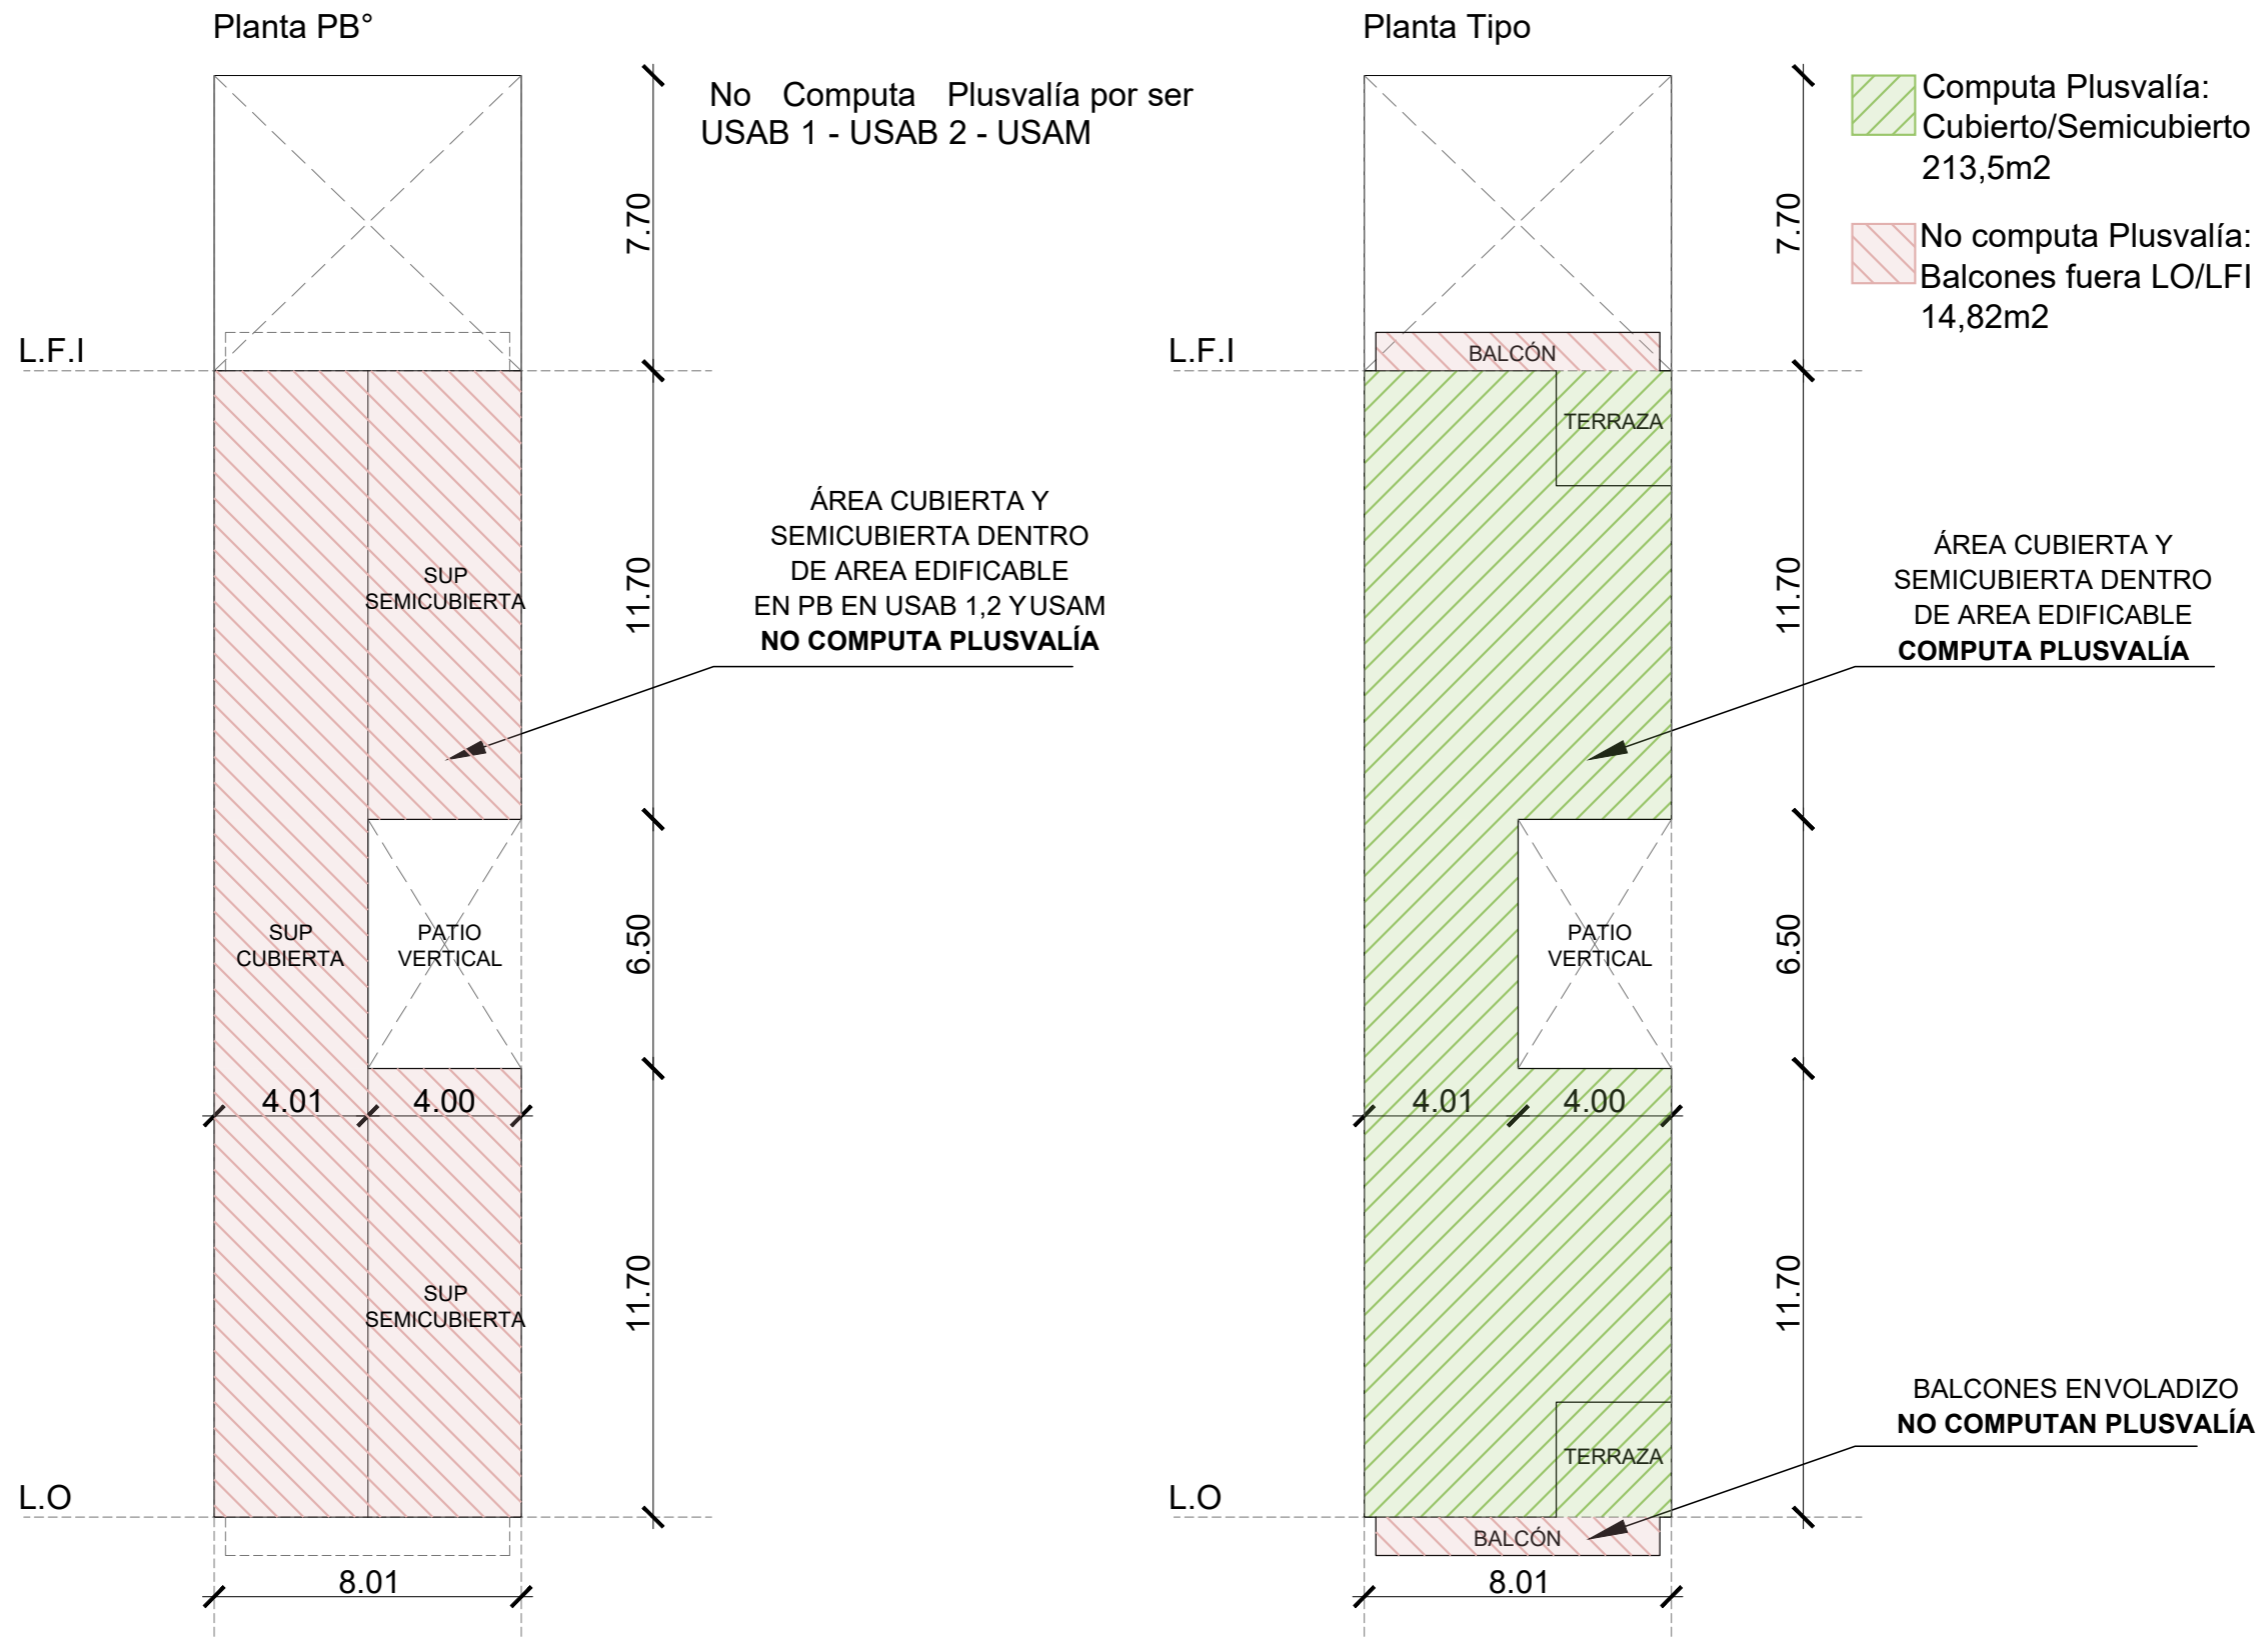 Planta PB°
No Computa Plusvalía por ser
USAB 1 - USAB 2 - USAM
7.70
L.F.I
ÁREA CUBIERTA Y
SEMICUBIERTA DENTRO
DE AREA EDIFICABLE
EN PB EN USAB 1,2 YUSAM
NO COMPUTA PLUSVALÍA
SUP
SEMICUBIERTA
11.70
SUP
CUBIERTA
PATIO
VERTICAL
6.50
4.01
4.00
SUP
SEMICUBIERTA
11.70
L.O
8.01
Planta Tipo
Computa Plusvalía:
Cubierto/Semicubierto
213,5m2
No computa Plusvalía:
Balcones fuera LO/LFI
14,82m2
7.70
L.F.I
BALCÓN
TERRAZA
ÁREA CUBIERTA Y
SEMICUBIERTA DENTRO
DE AREA EDIFICABLE
COMPUTA PLUSVALÍA
11.70
PATIO
VERTICAL
6.50
4.01
4.00
11.70
BALCONES ENVOLADIZO
NO COMPUTAN PLUSVALÍA
TERRAZA
L.O
BALCÓN
8.01